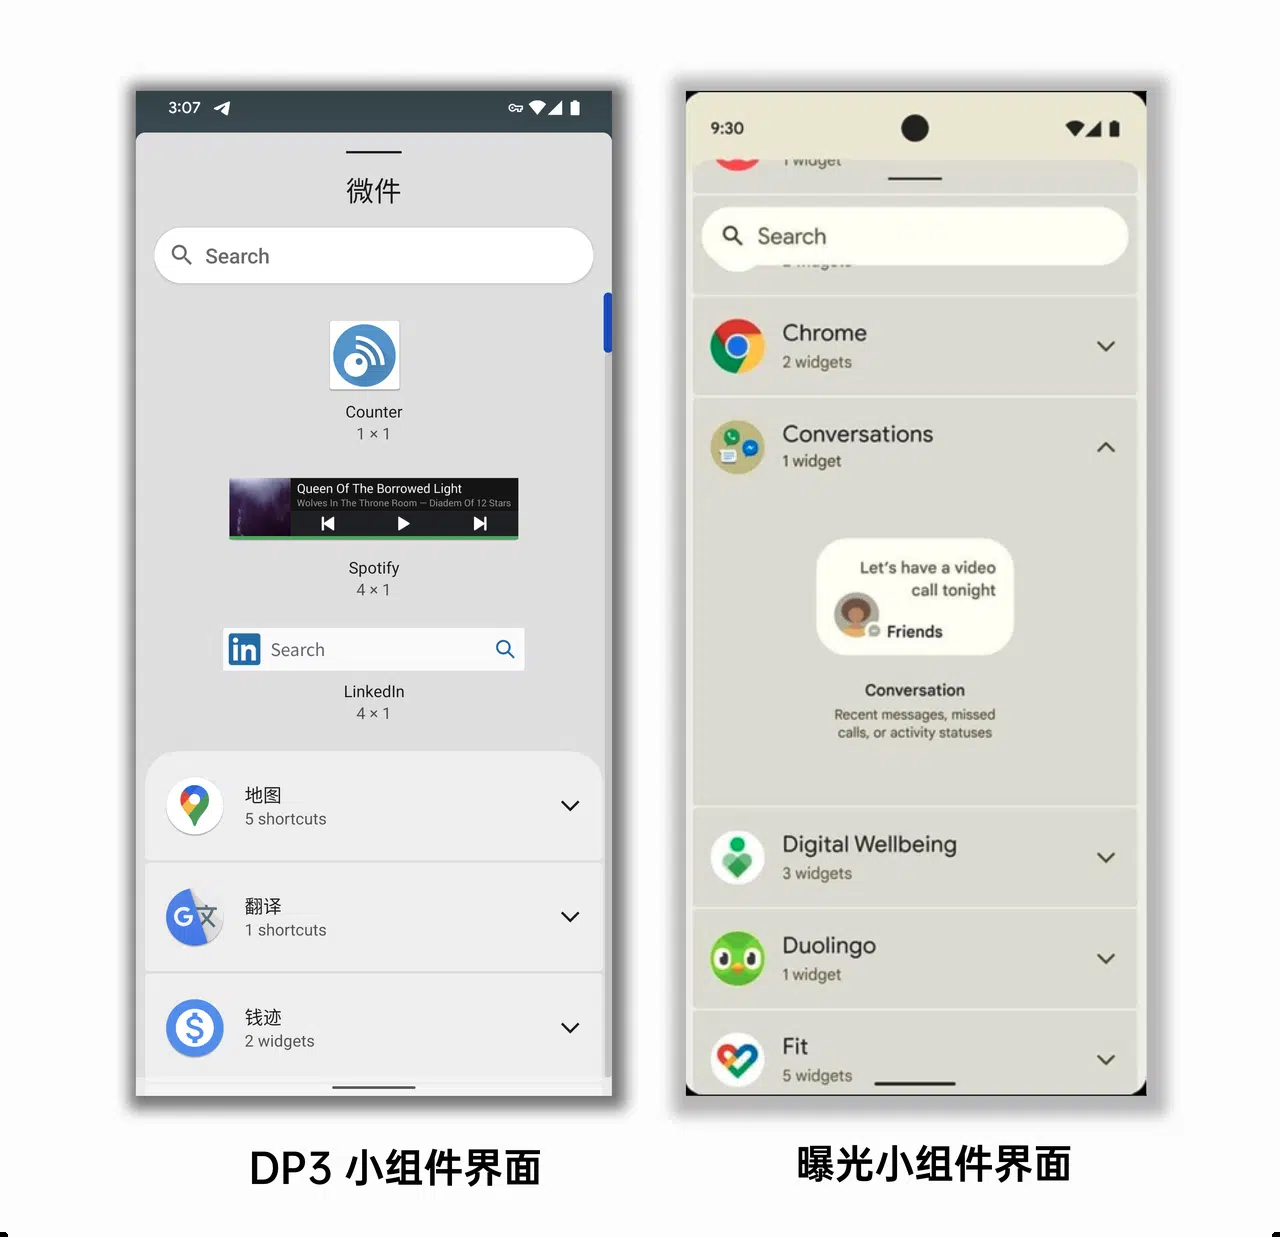 3:07
微件
Search
Counter
1 × 1
Queen Of The Borrowed Light
Wolves In The Throne Room — Diadem Of 12 Stars
Spotify
4 × 1
in Search
LinkedIn
4 × 1
地图
5 shortcuts
G文 翻译
1 shortcuts
$ 钱迹
2 widgets
DP3 小组件界面
9:30
1 widget
Search
2 widgets
Chrome
2 widgets
Conversations
1 widget
Let's have a video
call tonight
Friends
Conversation
Recent messages, missed
calls, or activity statuses
Digital Wellbeing
3 widgets
Duolingo
1 widget
Fit
5 widgets
曝光小组件界面